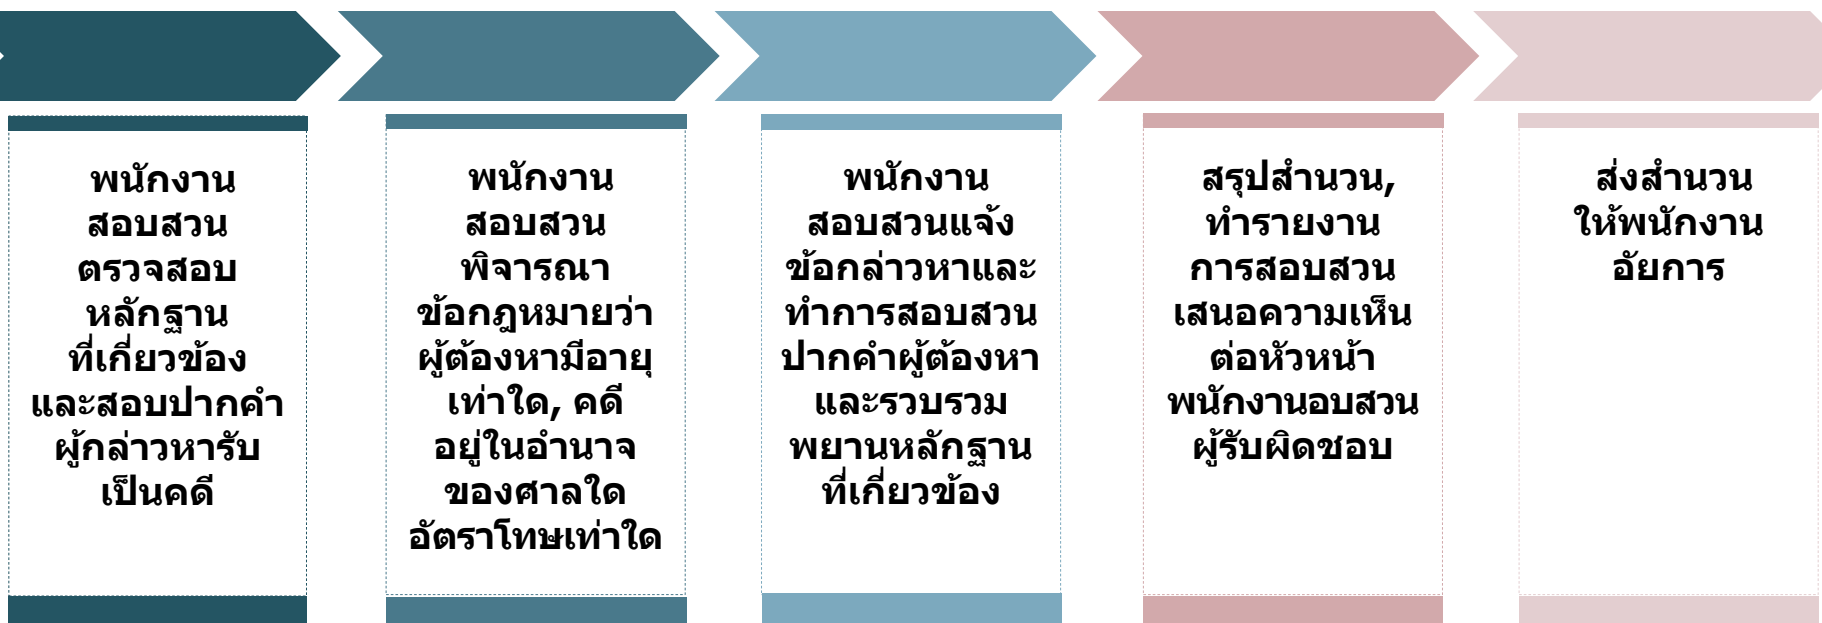 พนักงาน
สอบสวน
ตรวจสอบ
หลักฐาน
ที่เกี่ยวข้อง
และสอบปากคำ
ผู้กล่าวหารับ
เป็นคดี
พนักงาน
สอบสวน
พิจารณา
ข้อกฎหมายว่า
ผู้ต้องหามีอายุ
เท่าใด, คดี
อยู่ในอำนาจ
ของศาลใด
อัตราโทษเท่าใด
พนักงาน
สอบสวนแจ้ง
ข้อกล่าวหาและ
ทำการสอบสวน
ปากคำผู้ต้องหา
และรวบรวม
พยานหลักฐาน
ที่เกี่ยวข้อง
สรุปสำนวน,
ทำรายงาน
การสอบสวน
เสนอความเห็น
ต่อหัวหน้า
พนักงานอบสวน
ผู้รับผิดชอบ
ส่งสำนวน
ให้พนักงาน
อัยการ